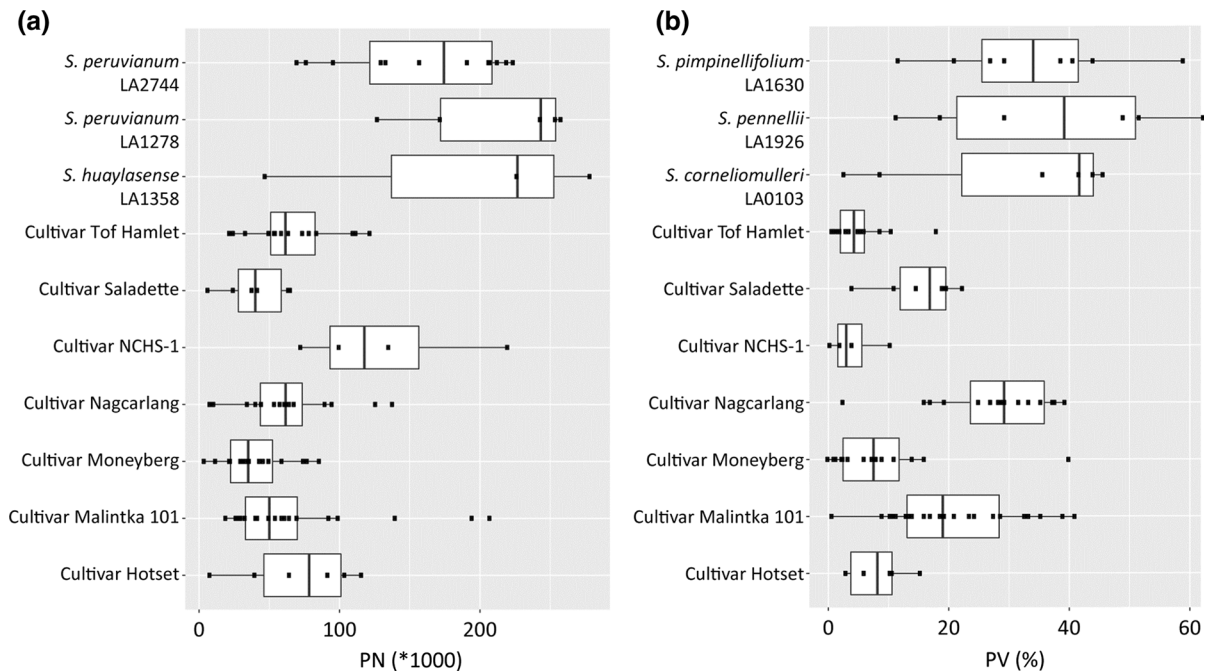 (a)
S. peruvianum
LA2744
S. peruvianum
LA1278
S. huaylasense
LA1358
Cultivar Tof Hamlet
Cultivar Saladette
Cultivar NCHS-1
Cultivar Nagcarlang
Cultivar Moneyberg
Cultivar Malintka 101
Cultivar Hotset
0 100 200
PN (*1000)
(b)
S. pimpinellifolium
LA1630
S. pennellii
LA1926
S. corneliomulleri
LA0103
Cultivar Tof Hamlet
Cultivar Saladette
Cultivar NCHS-1
Cultivar Nagcarlang
Cultivar Moneyberg
Cultivar Malintka 101
Cultivar Hotset
0 20 40 60
PV (%)